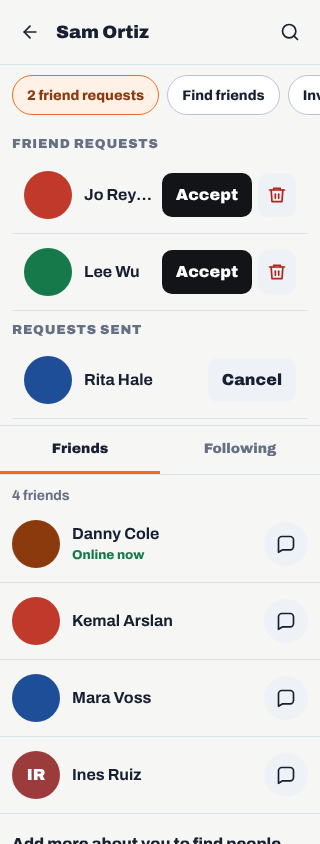 Sam Ortiz
2 friend requests
Find friends
FRIEND REQUESTS
Jo Rey...
Accept
Lee Wu
Accept
REQUESTS SENT
Rita Hale
Cancel
Friends
Following
4 friends
Danny Cole
Online now
Kemal Arslan
Mara Voss
IR
Ines Ruiz
Add more about you to find people